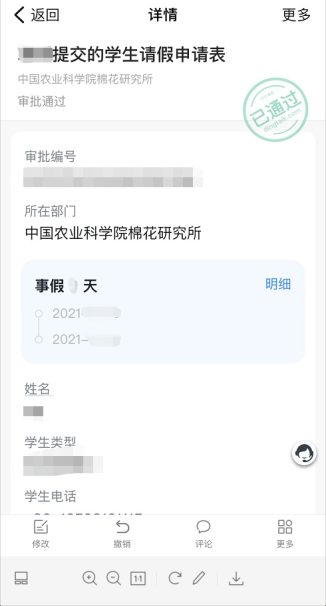 返回 详情 更多
提交的学生请假申请表
中国农业科学院棉花研究所
审批通过
已通过
dingtalk.com
审批编号
所在部门
中国农业科学院棉花研究所
事假 天 明细
2021
2021-
姓名
学生类型
学生电话
修改 撤销 评论 更多
1:1